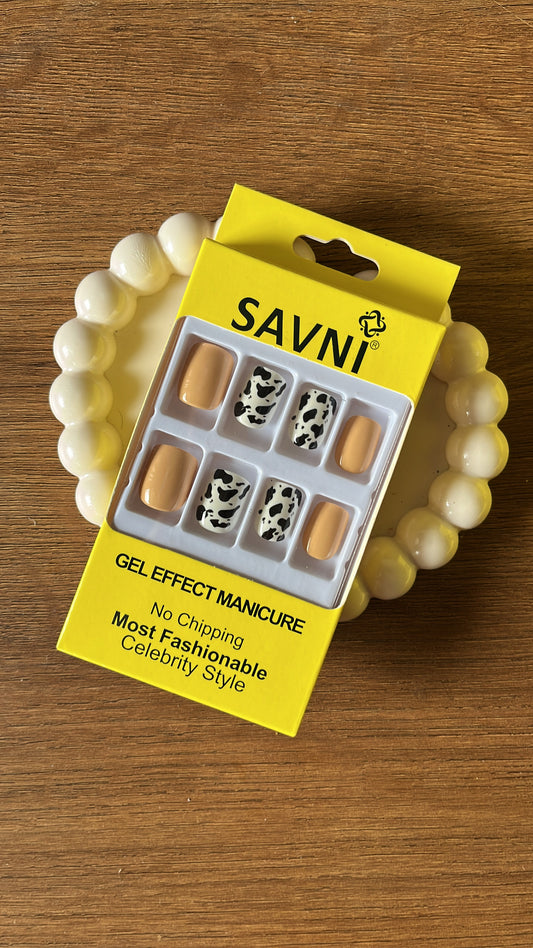 SAVNI®
GEL EFFECT MANICURE
No Chipping
Most Fashionable
Celebrity Style